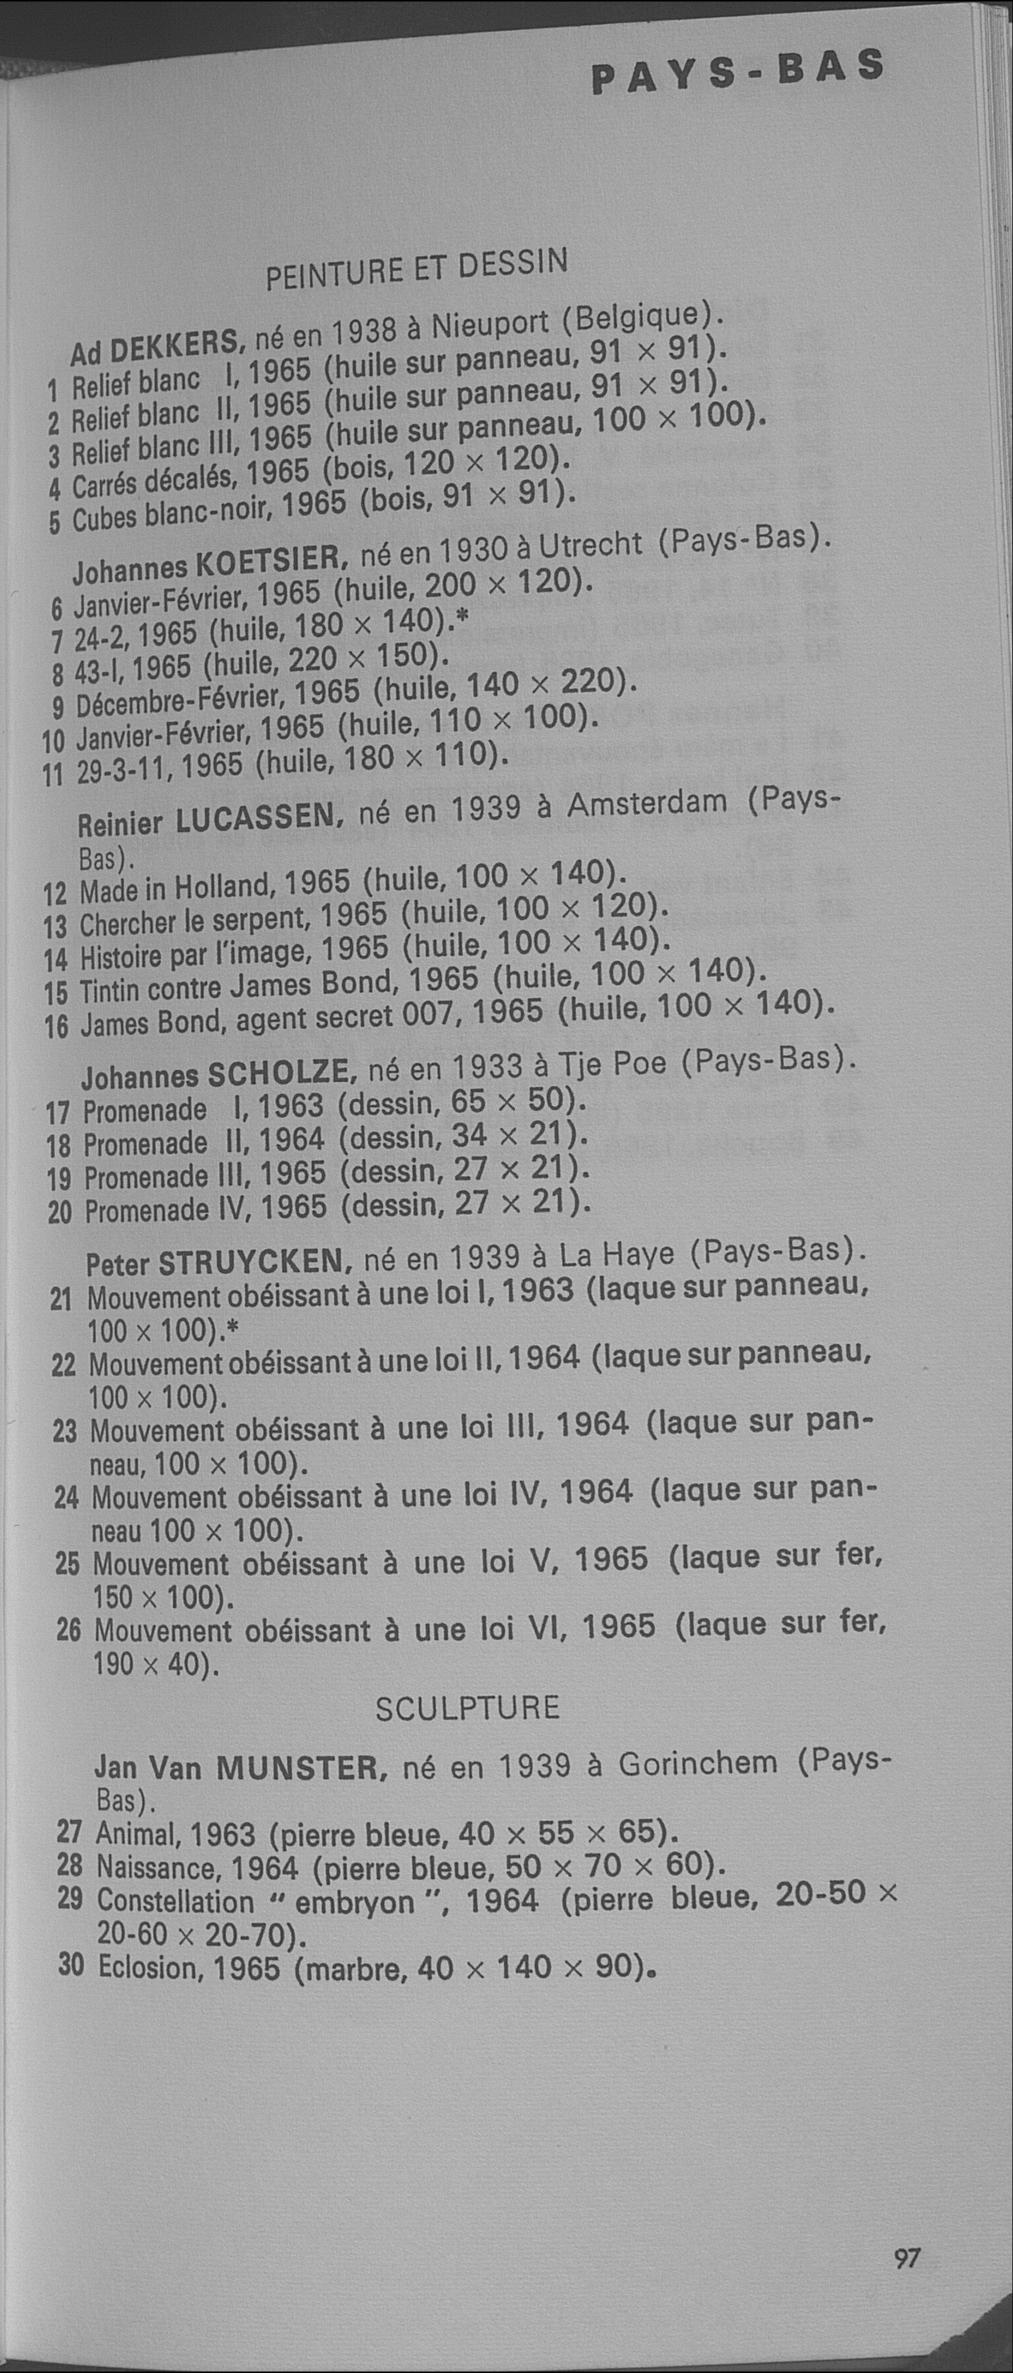 PAYS-BAS
PEINTURE ET DESSIN
Ad DEKKERS, né en 1938 à Nieuport (Belgique).
1 Relief blanc I, 1965 (huile sur panneau, 91 × 91).
2 Relief blanc II, 1965 (huile sur panneau, 91 × 91).
3 Relief blanc III, 1965 (huile sur panneau, 100 × 100).
4 Carrés décalés, 1965 (bois, 120 × 120).
5 Cubes blanc-noir, 1965 (bois, 91 × 91).
Johannes KOETSIER, né en 1930 à Utrecht (Pays-Bas).
6 Janvier-Février, 1965 (huile, 200 × 120).
7 24-2, 1965 (huile, 180 × 140).*
8 43-I, 1965 (huile, 220 × 150).
9 Décembre-Février, 1965 (huile, 140 × 220).
10 Janvier-Février, 1965 (huile, 110 × 100).
11 29-3-11, 1965 (huile, 180 × 110).
Reinier LUCASSEN, né en 1939 à Amsterdam (Pays-
Bas).
12 Made in Holland, 1965 (huile, 100 × 140).
13 Chercher le serpent, 1965 (huile, 100 × 120).
14 Histoire par l'image, 1965 (huile, 100 × 140).
15 Tintin contre James Bond, 1965 (huile, 100 × 140).
16 James Bond, agent secret 007, 1965 (huile, 100 × 140).
Johannes SCHOLZE, né en 1933 à Tje Poe (Pays-Bas).
17 Promenade I, 1963 (dessin, 65 × 50).
18 Promenade II, 1964 (dessin, 34 × 21).
19 Promenade III, 1965 (dessin, 27 × 21).
20 Promenade IV, 1965 (dessin, 27 × 21).
Peter STRUYCKEN, né en 1939 à La Haye (Pays-Bas).
21 Mouvement obéissant à une loi I, 1963 (laque sur panneau,
100 × 100).*
22 Mouvement obéissant à une loi II, 1964 (laque sur panneau,
100 × 100).
23 Mouvement obéissant à une loi III, 1964 (laque sur pan-
neau, 100 × 100).
24 Mouvement obéissant à une loi IV, 1964 (laque sur pan-
neau 100 × 100).
25 Mouvement obéissant à une loi V, 1965 (laque sur fer,
150 × 100).
26 Mouvement obéissant à une loi VI, 1965 (laque sur fer,
190 × 40).
SCULPTURE
Jan Van MUNSTER, né en 1939 à Gorinchem (Pays-
Bas).
27 Animal, 1963 (pierre bleue, 40 × 55 × 65).
28 Naissance, 1964 (pierre bleue, 50 × 70 × 60).
29 Constellation " embryon ", 1964 (pierre bleue, 20-50 ×
20-60 × 20-70).
30 Eclosion, 1965 (marbre, 40 × 140 × 90).
97